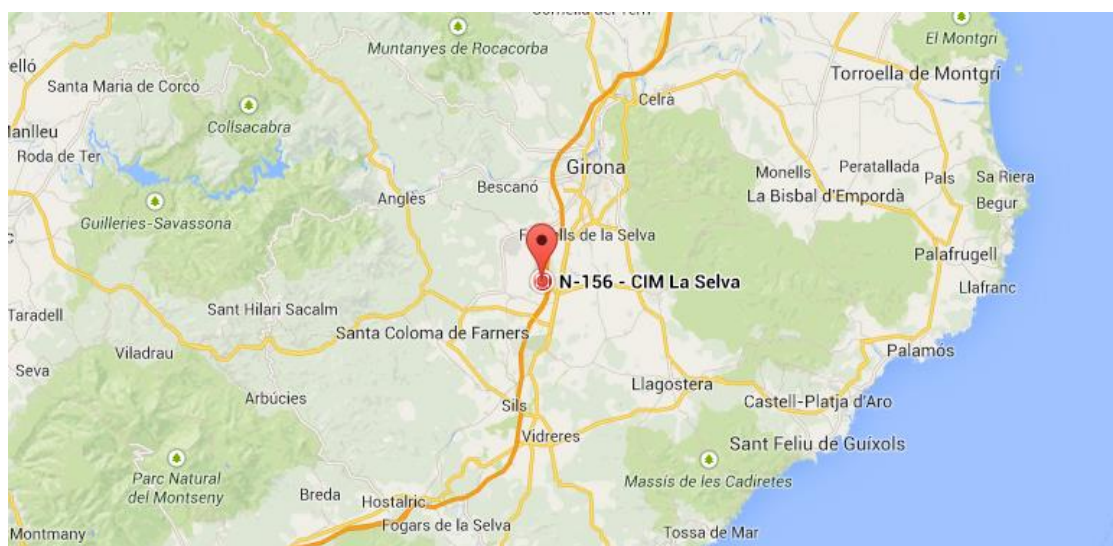 Muntanyes de Rocacorba
El Montgrí
Torroella de Montgrí
Santa Maria de Corcó
Celrà
Collsacabra
Manlleu
Roda de Ter
Girona
Monells
Peratallada
Pals
Sa Riera
Bescanó
La Bisbal d'Empordà
Begur
Anglès
Guilleries-Savassona
de la Selva
Palafrugell
N-156 - CIM La Selva
Llafranc
Sant Hilari Sacalm
Taradell
Santa Coloma de Farners
Viladrau
Palamós
Seva
Llagostera
Arbúcies
Castell-Platja d'Aro
Sils
Vidreres
Sant Feliu de Guíxols
Parc Natural
del Montseny
Massís de les Cadiretes
Breda
Hostalric
Fogars de la Selva
Montmany
Tossa de Mar